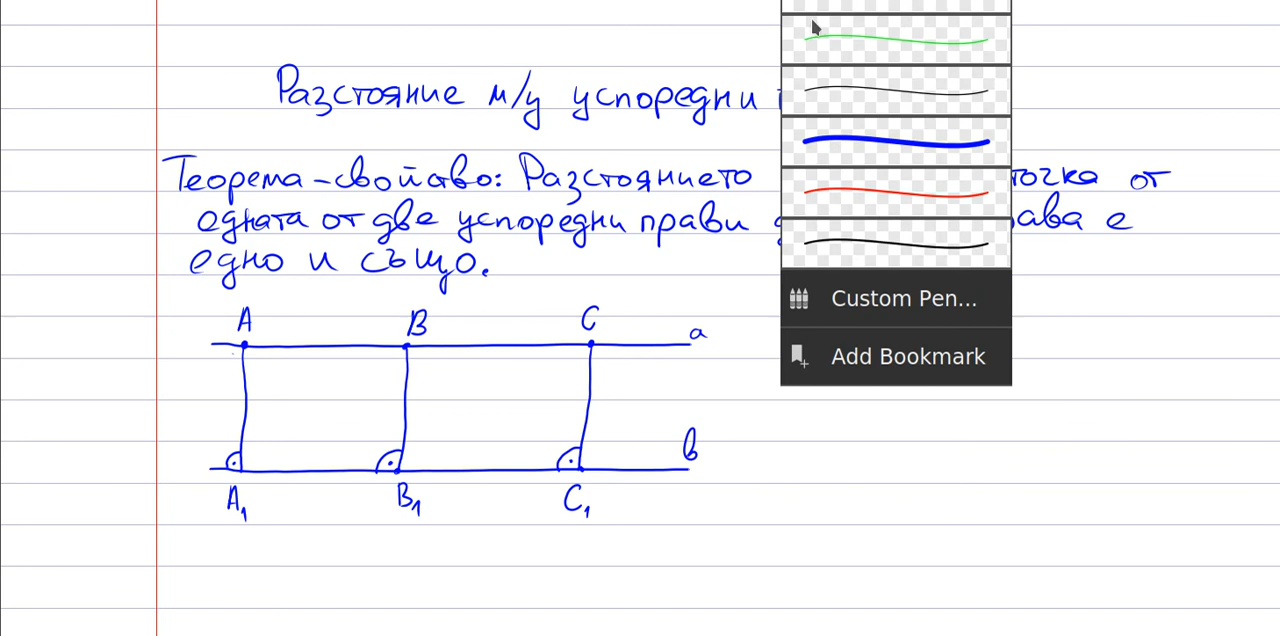 Разстояние м/у успоредни
Теорема-свойство: Разстоянието точка от
едната от две успоредни прави ава е
едно и също.
A B C a
в
A₁ B₁ C₁
Custom Pen...
Add Bookmark